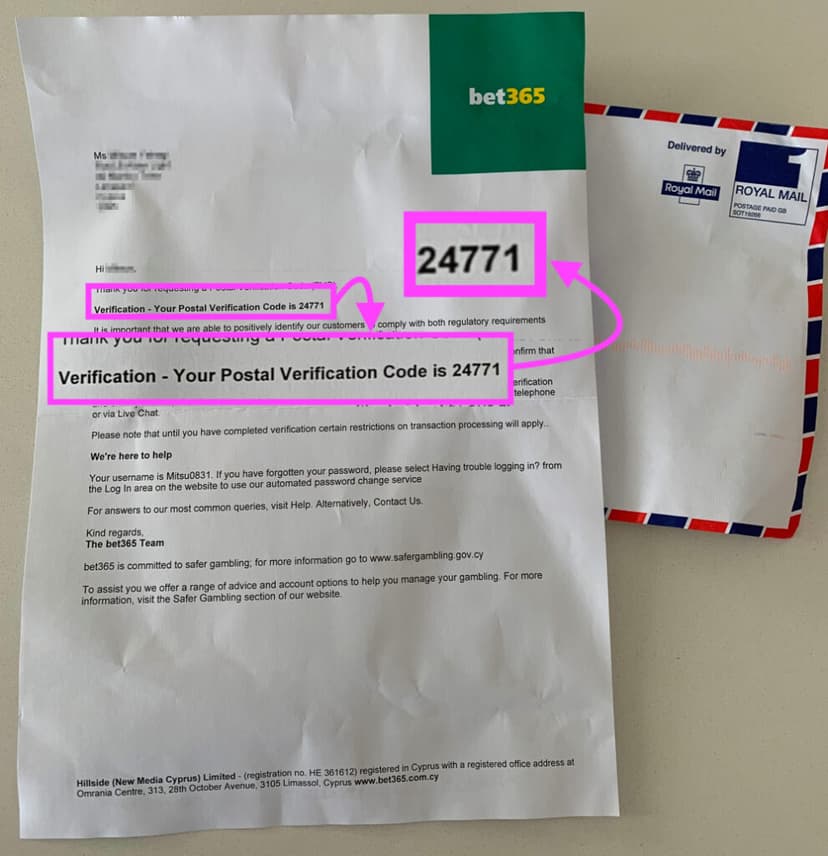 bet365
Delivered by
Royal Mail
1
ROYAL MAIL
POSTAGE PAID GB
Ms
Hi
24771
Thank you for requesting a Postal
Verification - Your Postal Verification Code is 24771
It is important that we are able to positively identify our customers comply with both regulatory requirements
Thank you for requesting a Postal
Verification - Your Postal Verification Code is 24771
nfirm that
erification
telephone
or via Live Chat.
Please note that until you have completed verification certain restrictions on transaction processing will apply..
We're here to help
Your username is Mitsu0831. If you have forgotten your password, please select Having trouble logging in? from
the Log In area on the website to use our automated password change service
For answers to our most common queries, visit Help. Alternatively, Contact Us.
Kind regards,
The bet365 Team
bet365 is committed to safer gambling; for more information go to www.safergambling.gov.cy
To assist you we offer a range of advice and account options to help you manage your gambling. For more
information, visit the Safer Gambling section of our website.
Hillside (New Media Cyprus) Limited - (registration no. HE 361612) registered in Cyprus with a registered office address at
Omrania Centre, 313, 28th October Avenue, 3105 Limassol, Cyprus www.bet365.com.cy